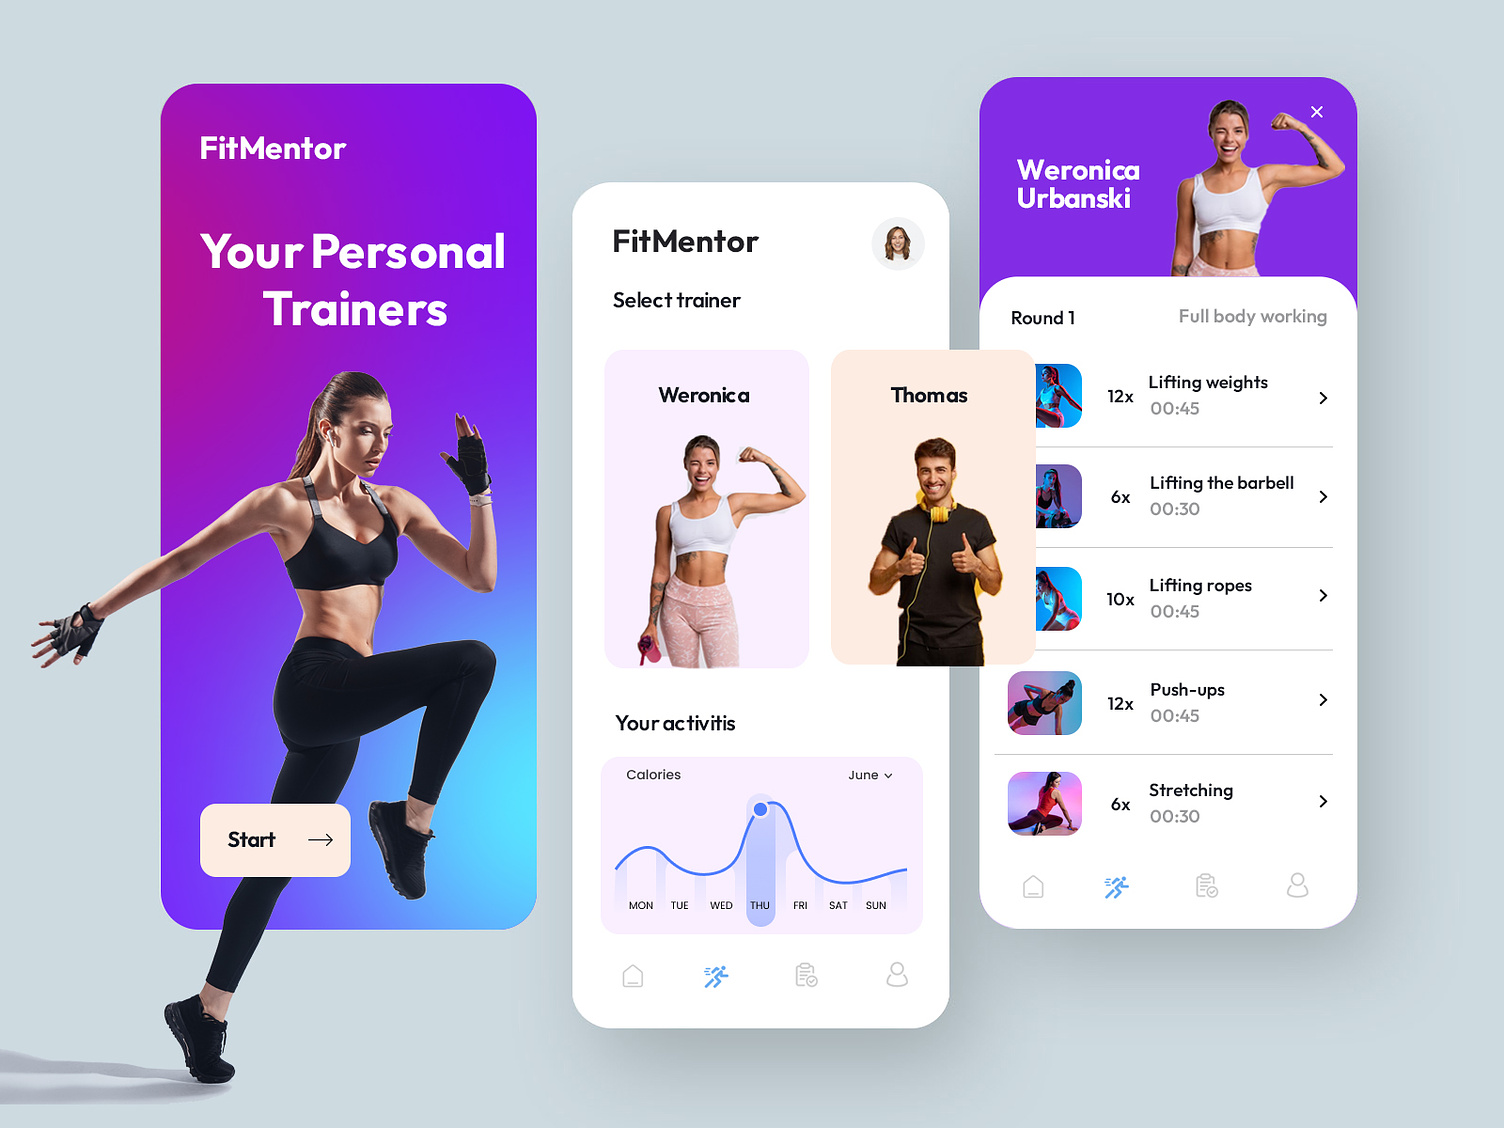 FitMentor
Your Personal
Trainers
Start
FitMentor
Select trainer
Weronica
Thomas
Your activitis
Calories
June
MON TUE WED THU FRI SAT SUN
Weronica
Urbanski
Round 1
Full body working
12x
Lifting weights
00:45
6x
Lifting the barbell
00:30
10x
Lifting ropes
00:45
12x
Push-ups
00:45
6x
Stretching
00:30